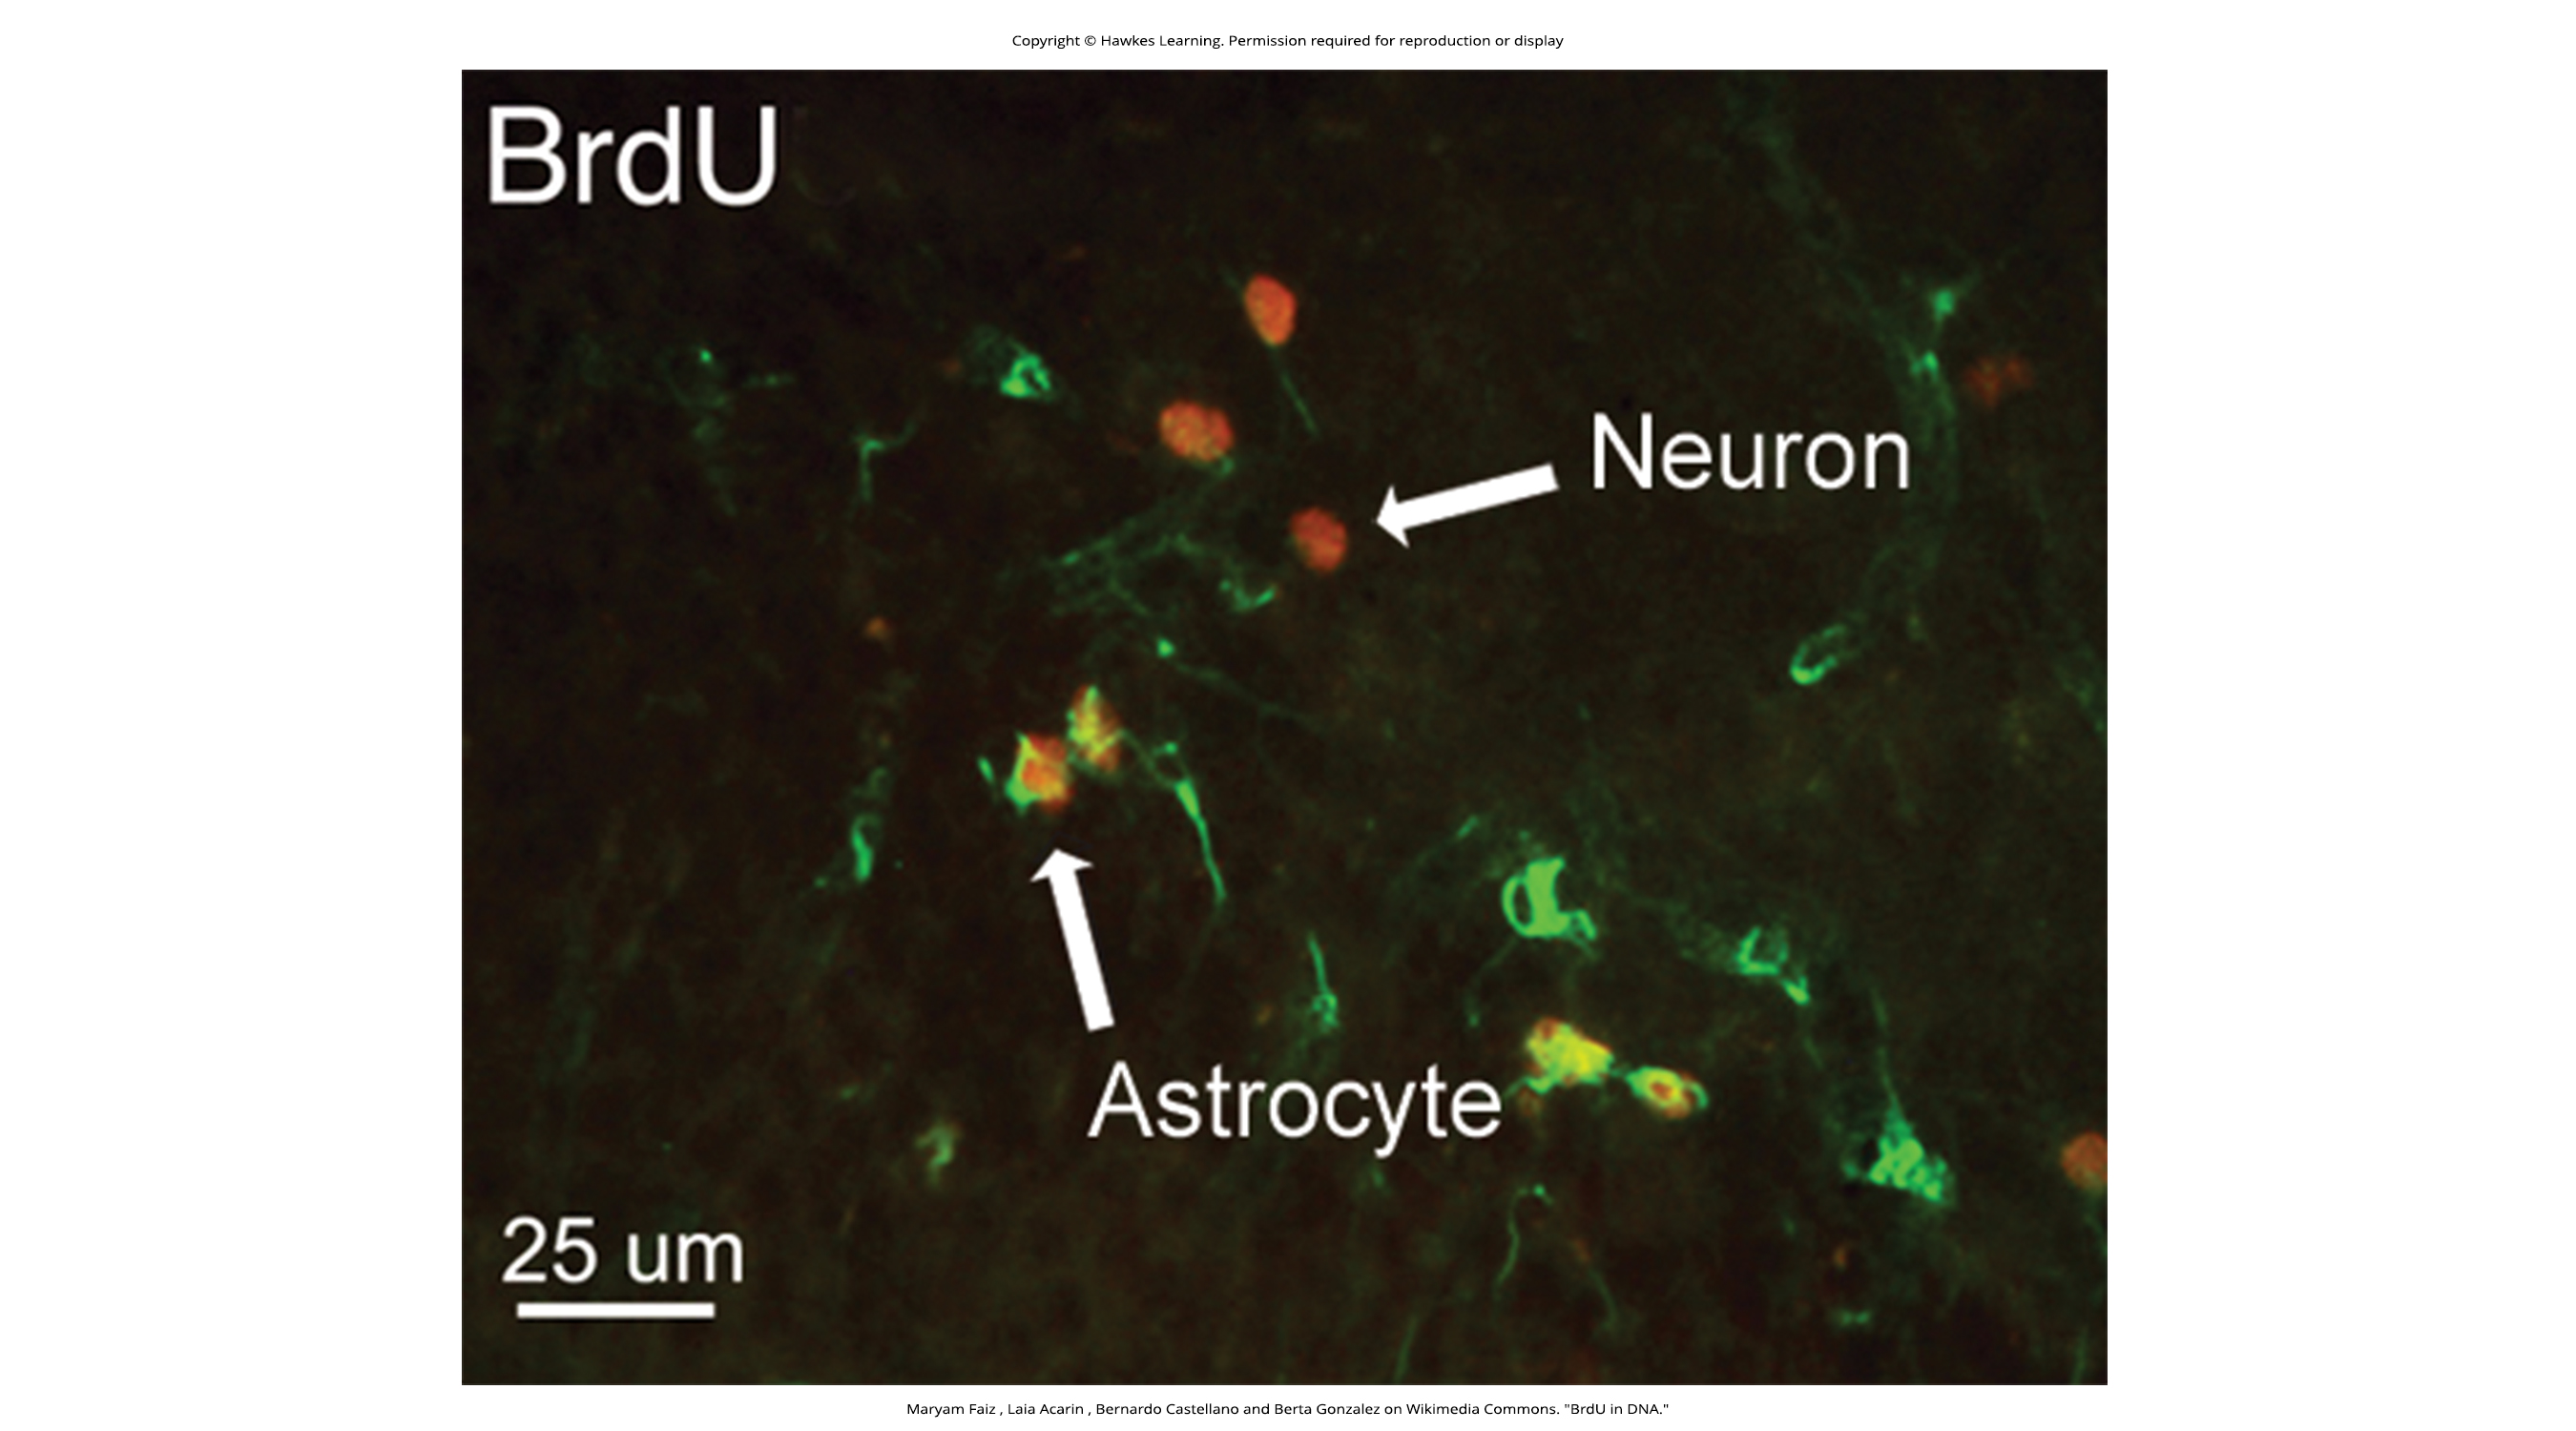 Copyright © Hawkes Learning. Permission required for reproduction or display
BrdU
Neuron
Astrocyte
25 um
Maryam Faiz , Laia Acarin , Bernardo Castellano and Berta Gonzalez on Wikimedia Commons. "BrdU in DNA."